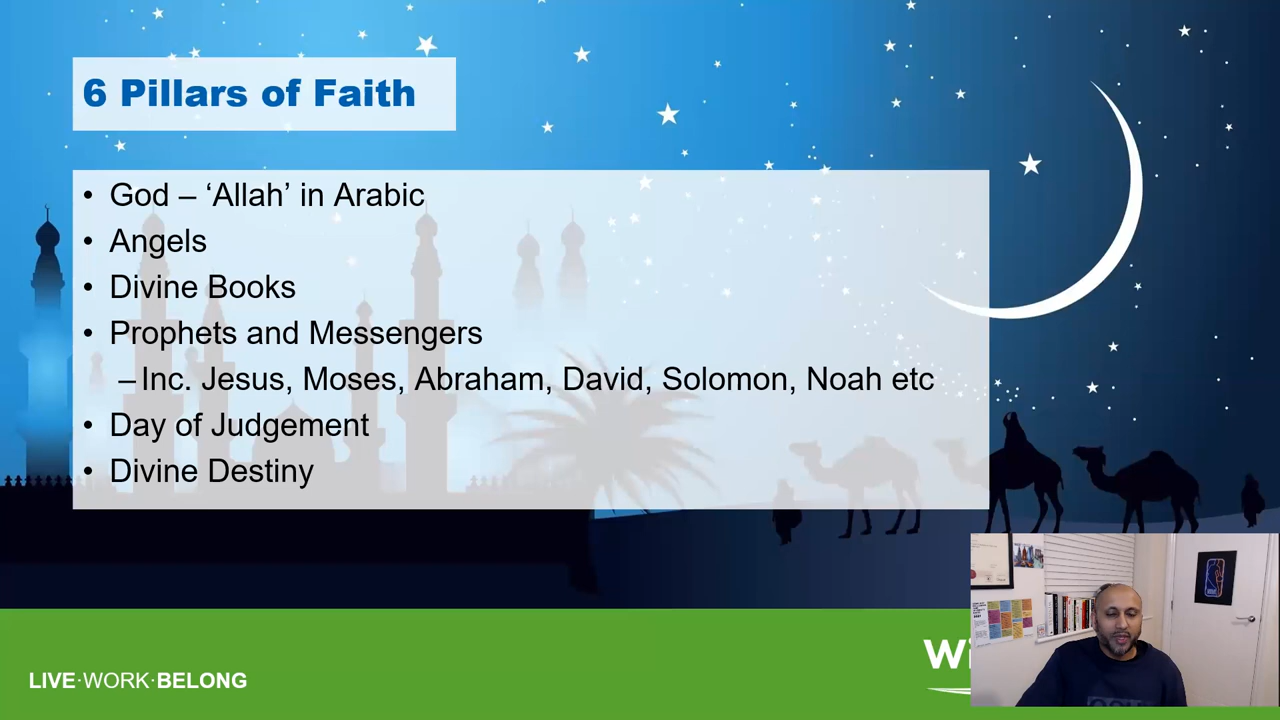 6 Pillars of Faith
• God – ‘Allah’ in Arabic
• Angels
• Divine Books
• Prophets and Messengers
– Inc. Jesus, Moses, Abraham, David, Solomon, Noah etc
• Day of Judgement
• Divine Destiny
LIVE·WORK·BELONG